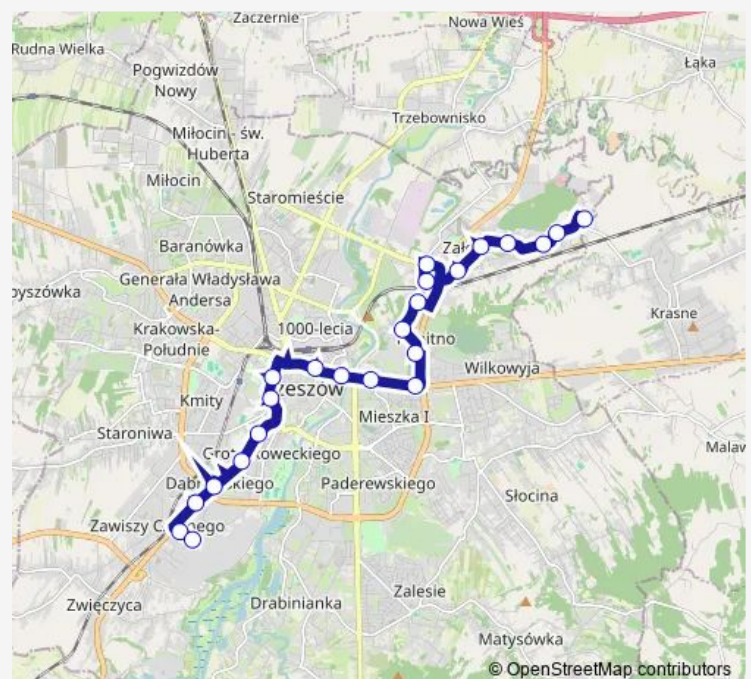 Zaczernie
Nowa Wieś
Rudna Wielka
Łąka
Pogwizdów
Nowy
Trzebownisko
Miłocin - św.
Huberta
Miłocin
Staromieście
Baranówka
Generała Władysława
Andersa
Krasne
Krakowska-
Południe
1000-lecia
Wilkowyja
Kmity
Mieszka I
Staroniwa
Paderewskiego
Słocina
Zwięczyca
Drabinianka
Zalesie
Matysówka
© OpenStreetMap contributors